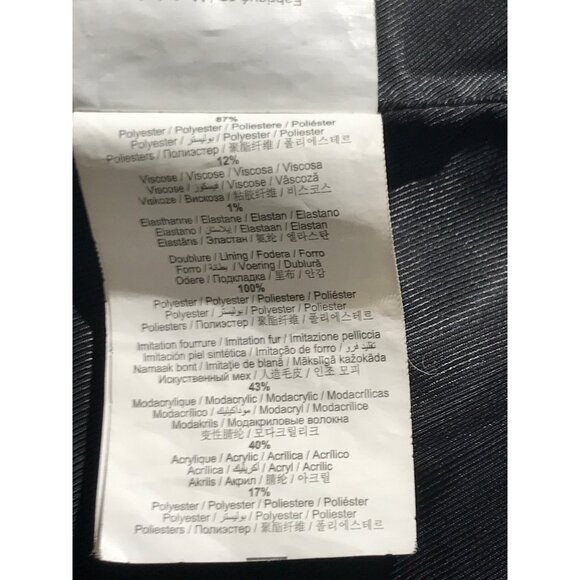 87%
Polyester / Polyester / Poliestere / Poliéster
Polyester / بوليستر / Polyester / Poliester
Poliesters / Полиэстер / 聚酯纤维 / 폴리에스테르
12%
Viscose / Viscose / Viscosa / Viscosa
Viscose / فيسكوز / Viscose / Vâscoză
Viskoze / Вискоза / 粘胶纤维 / 비스코스
1%
Elasthanne / Elastane / Elastan / Elastano
Elastano / إيلاستان / Elastaan / Elastan
Elastāns / Эластан / 氨纶 / 엘라스탄
Doublure / Lining / Fodera / Forro
Forro / بطانة / Voering / Dublură
Odere / Подкладка / 里布 / 안감
100%
Polyester / Polyester / Poliestere / Poliéster
Polyester / بوليستر / Polyester / Poliester
Poliesters / Полиэстер / 聚酯纤维 / 폴리에스테르
Imitation fourrure / Imitation fur / Imitazione pelliccia
Imitación piel sintética / Imitação de forro / تقليد فرو
Namaak bont / Imitaţie de blană / Mākslīgā kažokāda
Искуственный мех / 人造毛皮 / 인조 모피
43%
Modacrylique / Modacrylic / Modacrylic / Modacrílicas
Modacrílico / موداكيليك / Modacryl / Modacrilice
Modakrils / Модакриловые волокна
变性腈纶 / 모다크릴리크
40%
Acrylique / Acrylic / Acrilica / Acrílico
Acrílica / أكريليك / Acryl / Acrilic
Akrils / Акрил / 腈纶 / 아크릴
17%
Polyester / Polyester / Poliestere / Poliéster
Polyester / بوليستر / Polyester / Poliester
Poliesters / Полиэстер / 聚酯纤维 / 폴리에스테르